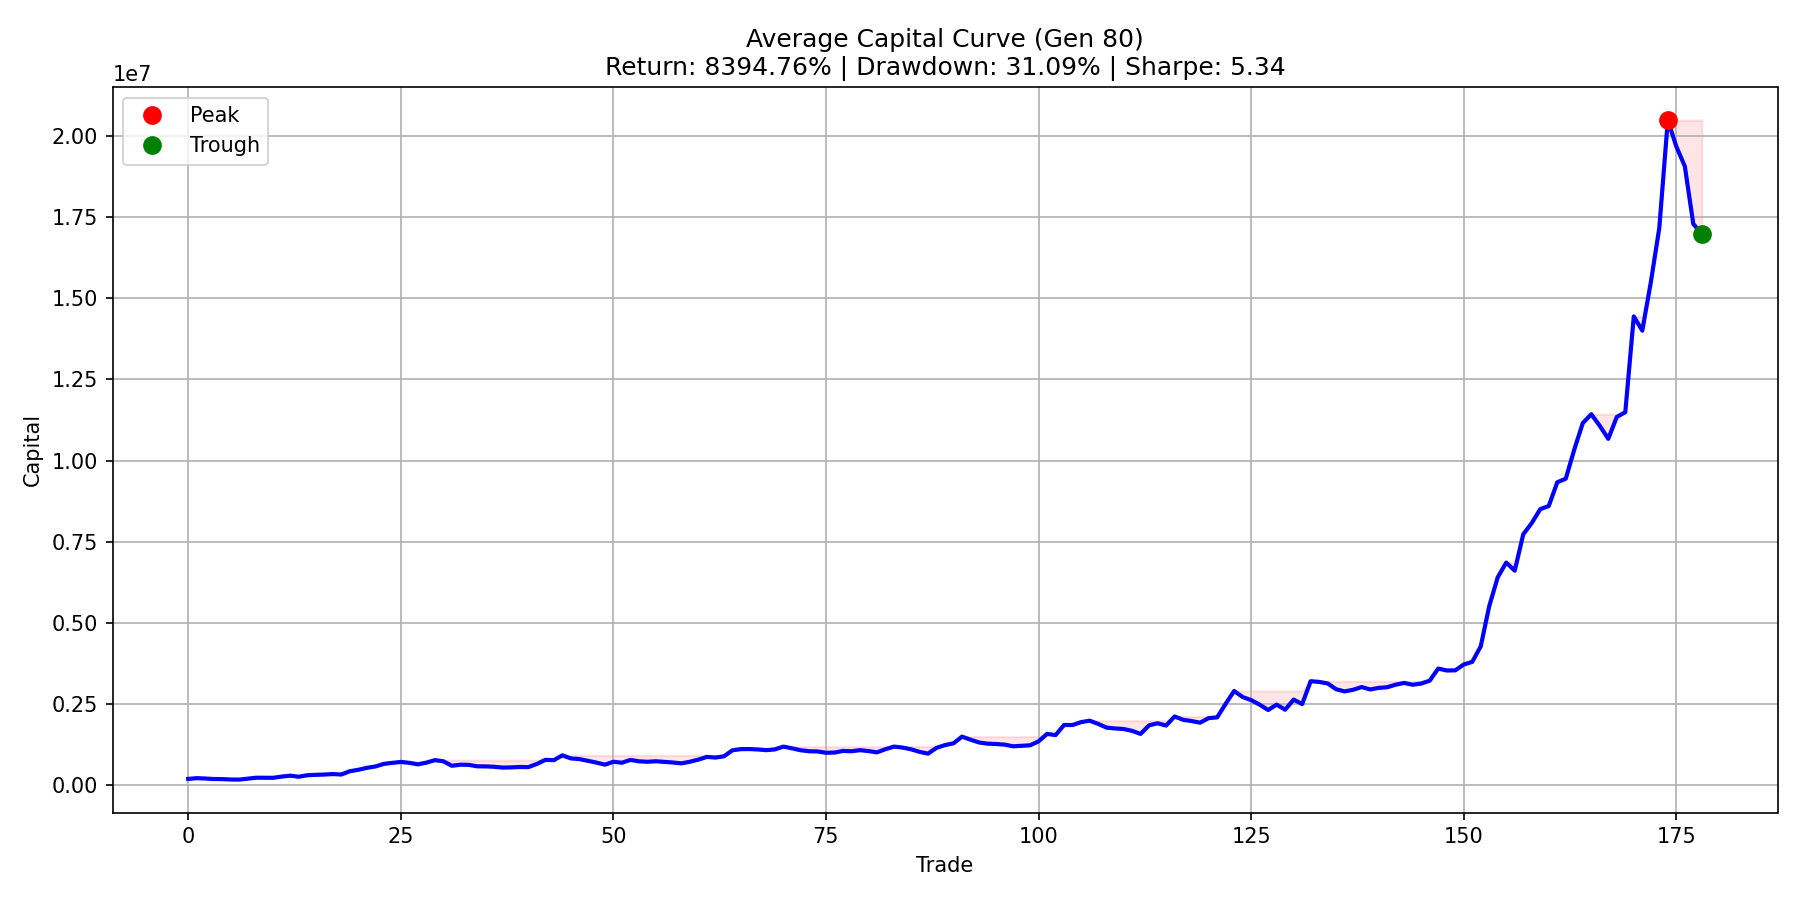 Average Capital Curve (Gen 80)
Return: 8394.76% | Drawdown: 31.09% | Sharpe: 5.34
1e7
Peak
Trough
2.00
1.75
1.50
1.25
1.00
0.75
0.50
0.25
0.00
Capital
0 25 50 75 100 125 150 175
Trade